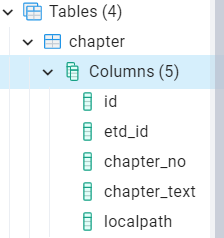 Tables (4)
chapter
Columns (5)
id
etd_id
chapter_no
chapter_text
localpath